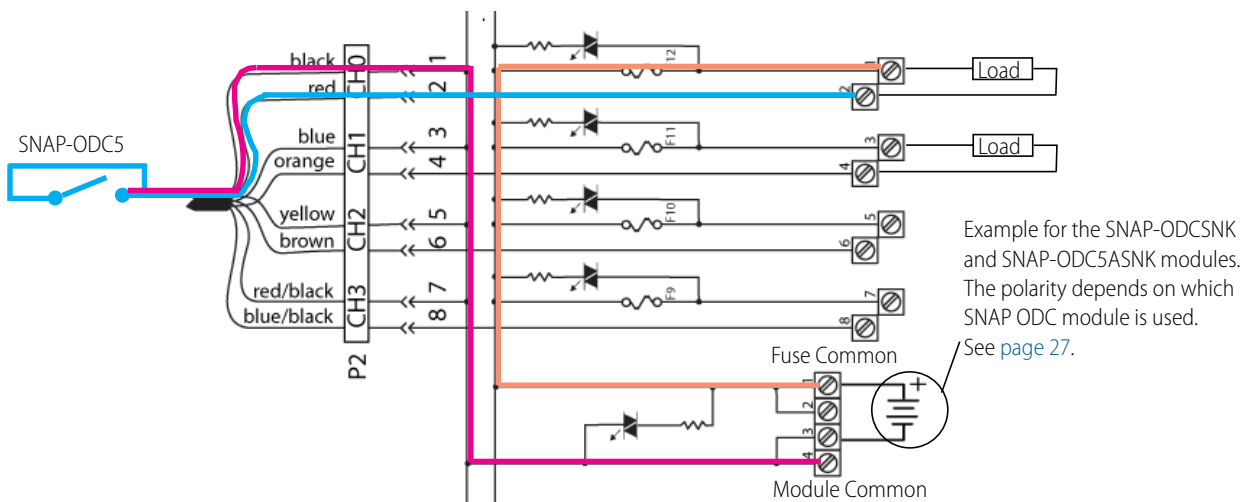 SNAP-ODC5
black
red
blue
orange
yellow
brown
red/black
blue/black
CH0
CH1
CH2
CH3
P2
1
2
3
4
5
6
7
8
F12
F11
F10
F9
1
2
3
4
5
6
7
8
Load
Load
Example for the SNAP-ODCSNK
and SNAP-ODC5ASNK modules.
The polarity depends on which
SNAP ODC module is used.
See page 27.
Fuse Common
1
2
3
4
+
Module Common